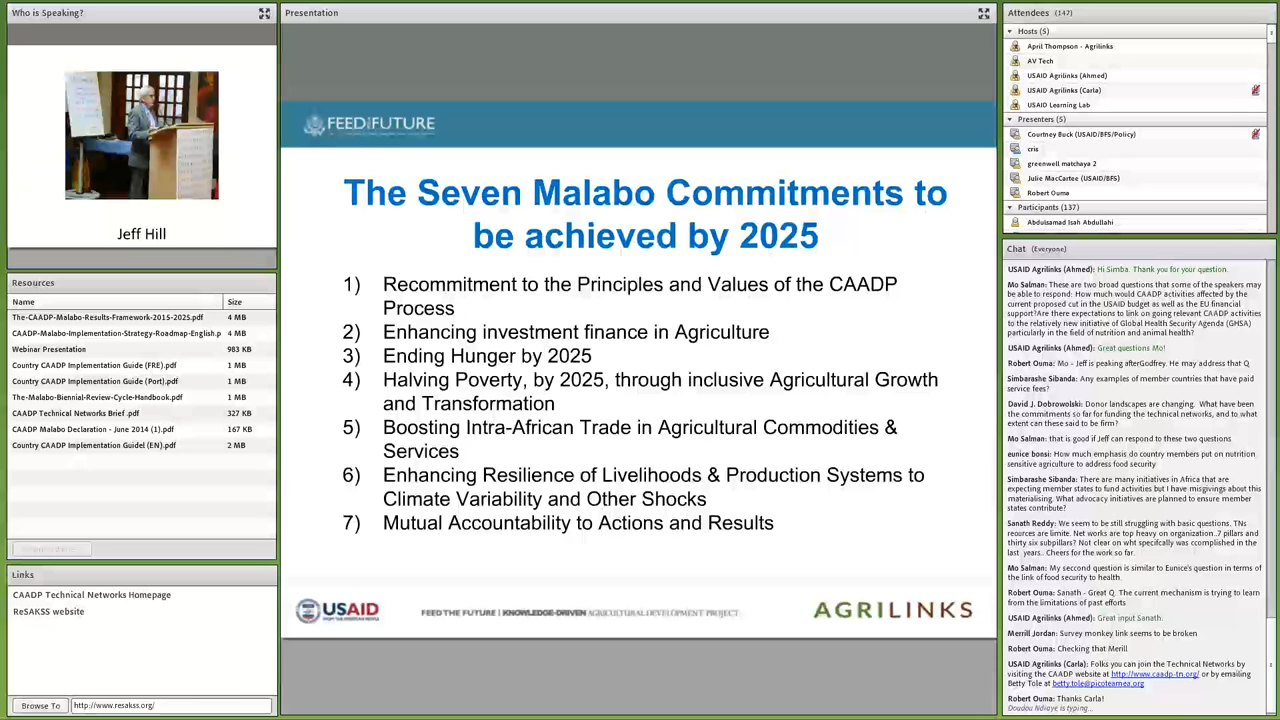 Who is Speaking?
Jeff Hill
Resources
Name Size
The-CAADP-Malabo-Results-Framework-2015-2025.pdf 4 MB
CAADP-Malabo-Implementation-Strategy-Roadmap-English.p 4 MB
Webinar Presentation 983 KB
Country CAADP Implementation Guide (FRE).pdf 1 MB
Country CAADP Implementation Guide (Port).pdf 1 MB
The-Malabo-Biennial-Review-Cycle-Handbook.pdf 1 MB
CAADP Technical Networks Brief .pdf 327 KB
CAADP Malabo Declaration - June 2014 (1).pdf 167 KB
Country CAADP Implementation Guidel (EN).pdf 2 MB
Links
CAADP Technical Networks Homepage
ReSAKSS website
Browse To http://www.resakss.org/
Presentation
FEED THE FUTURE
The Seven Malabo Commitments to
be achieved by 2025
1) Recommitment to the Principles and Values of the CAADP
Process
2) Enhancing investment finance in Agriculture
3) Ending Hunger by 2025
4) Halving Poverty, by 2025, through inclusive Agricultural Growth
and Transformation
5) Boosting Intra-African Trade in Agricultural Commodities &
Services
6) Enhancing Resilience of Livelihoods & Production Systems to
Climate Variability and Other Shocks
7) Mutual Accountability to Actions and Results
USAID
FROM THE AMERICAN PEOPLE
FEED THE FUTURE | KNOWLEDGE-DRIVEN AGRICULTURAL DEVELOPMENT PROJECT
AGRILINKS
Attendees (147)
Hosts (5)
April Thompson - Agrilinks
AV Tech
USAID Agrilinks (Ahmed)
USAID Agrilinks (Carla)
USAID Learning Lab
Presenters (5)
Courtney Buck (USAID/BFS/Policy)
cris
greenwell matchaya 2
Julie MacCartee (USAID/BFS)
Robert Ouma
Participants (137)
Abdulsamad Isah Abdullahi
Chat (Everyone)
USAID Agrilinks (Ahmed): Hi Simba. Thank you for your question.
Mo Salman: These are two broad questions that some of the speakers
may be able to respond: How much would CAADP activities affected by the
current proposed cut in the USAID budget as well as the EU financial
support?Are there expectations to link on going relevant CAADP activities
to the relatively new initiative of Global Health Security Agenda (GHSA)
particularly in the field of nutrition and animal health?
USAID Agrilinks (Ahmed): Great questions Mo!
Robert Ouma: Mo - Jeff is peaking afterGodfrey. He may address that Q
Simbarashe Sibanda: Any examples of member countries that have paid
service fees?
David J. Dobrowolski: Donor landscapes are changing. What have been
the commitments so far for funding the technical networks, and to what
extent can these said to be firm?
Mo Salman: that is good if Jeff can respond to these two questions
eunice bonsi: How much emphasis do country members put on nutrition
sensitive agriculture to address food security
Simbarashe Sibanda: There are many initiatives in Africa that are
expecting member states to fund activities but I have misgivings about this
materialising. What advocacy initiatives are planned to ensure member
states contribute?
Sanath Reddy: We seem to be still struggling with basic questions. TNs
reources are limite. Net works are top heavy on organization..7 pillars and
thirty six subpillars? Not clear on wht specifcally was ccomplished in the
last years.. Cheers for the work so far.
Mo Salman: My seccond question is similar to Eunice's question in terms of
the link of food security to health.
Robert Ouma: Sanath - Great Q. The current mechanism is trying to learn
from the limitations of past efforts
USAID Agrilinks (Ahmed): Great input Sanath.
Merrill Jordan: Survey monkey link seems to be broken
Robert Ouma: Checking that Merill
USAID Agrilinks (Carla): Folks you can join the Technical Networks by
visiting the CAADP website at http://www.caadp-tn.org/ or by emailing
Betty Tole at betty.tole@picoteamea.org
Robert Ouma: Thanks Carla!
Doudou Ndiaye is typing...